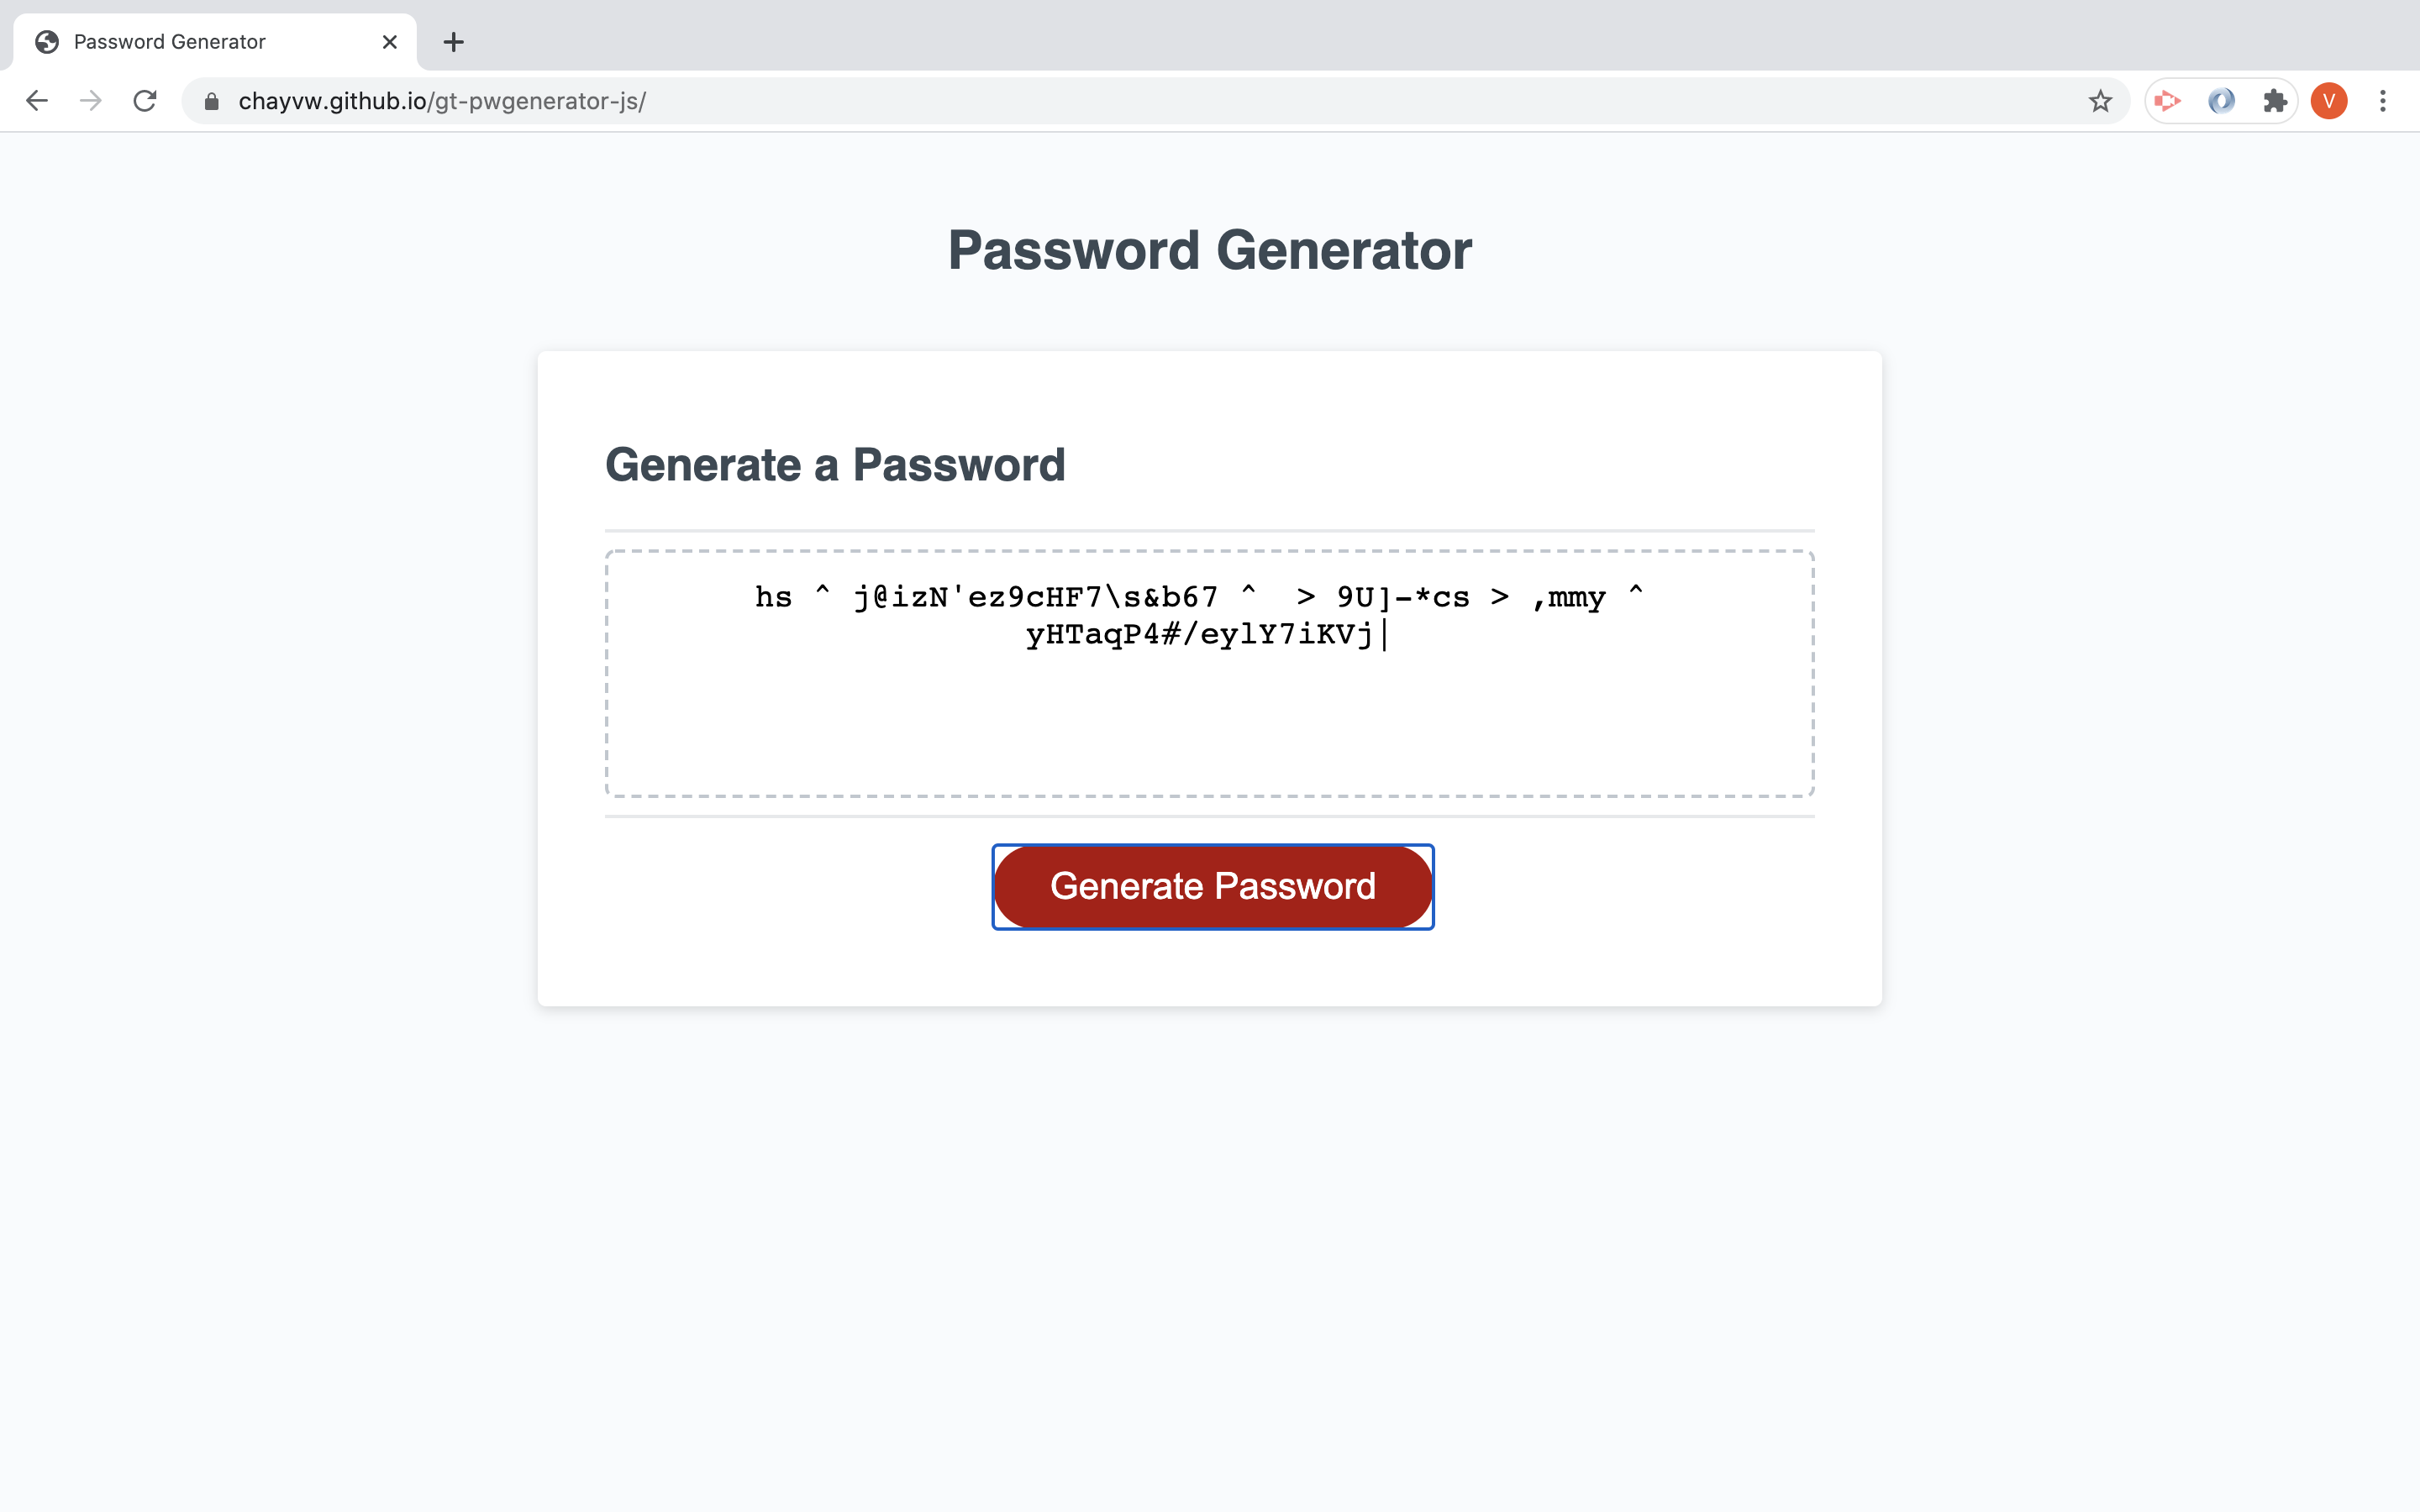 Password Generator
chayvw.github.io/gt-pwgenerator-js/
V
Password Generator
Generate a Password
hs ^ j@izN'ez9cHF7\s&b67 ^  > 9U]-*cs > ,mmy ^
yHTaqP4#/eylY7iKVj|
Generate Password